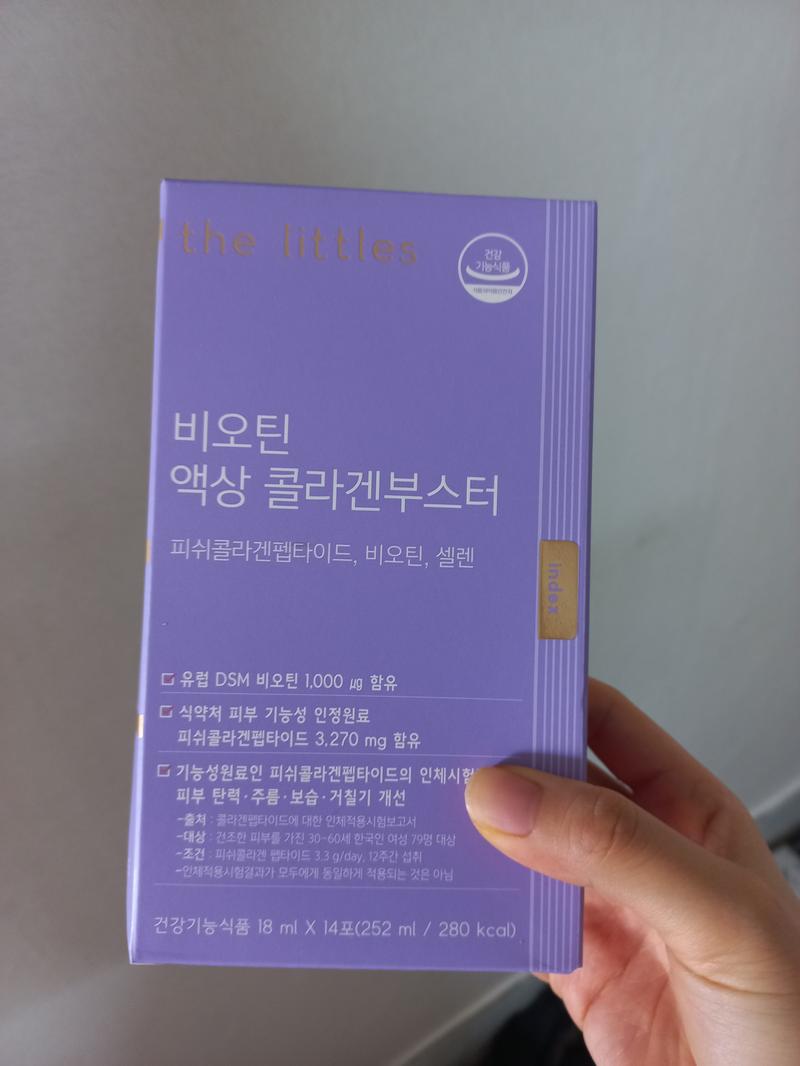 the littles
건강
기능식품
식품의약품안전처
비오틴
액상 콜라겐부스터
피쉬콜라겐펩타이드, 비오틴, 셀렌
index
유럽 DSM 비오틴 1,000 ㎍ 함유
식약처 피부 기능성 인정원료
피쉬콜라겐펩타이드 3,270 mg 함유
기능성원료인 피쉬콜라겐펩타이드의 인체시험
피부 탄력·주름·보습·거칠기 개선
-출처 : 콜라겐펩타이드에 대한 인체적용시험보고서
-대상 : 건조한 피부를 가진 30-60세 한국인 여성 79명 대상
-조건 : 피쉬콜라겐 펩타이드 3.3 g/day, 12주간 섭취
-인체적용시험결과가 모두에게 동일하게 적용되는 것은 아님
건강기능식품 18 ml X 14포(252 ml / 280 kcal)